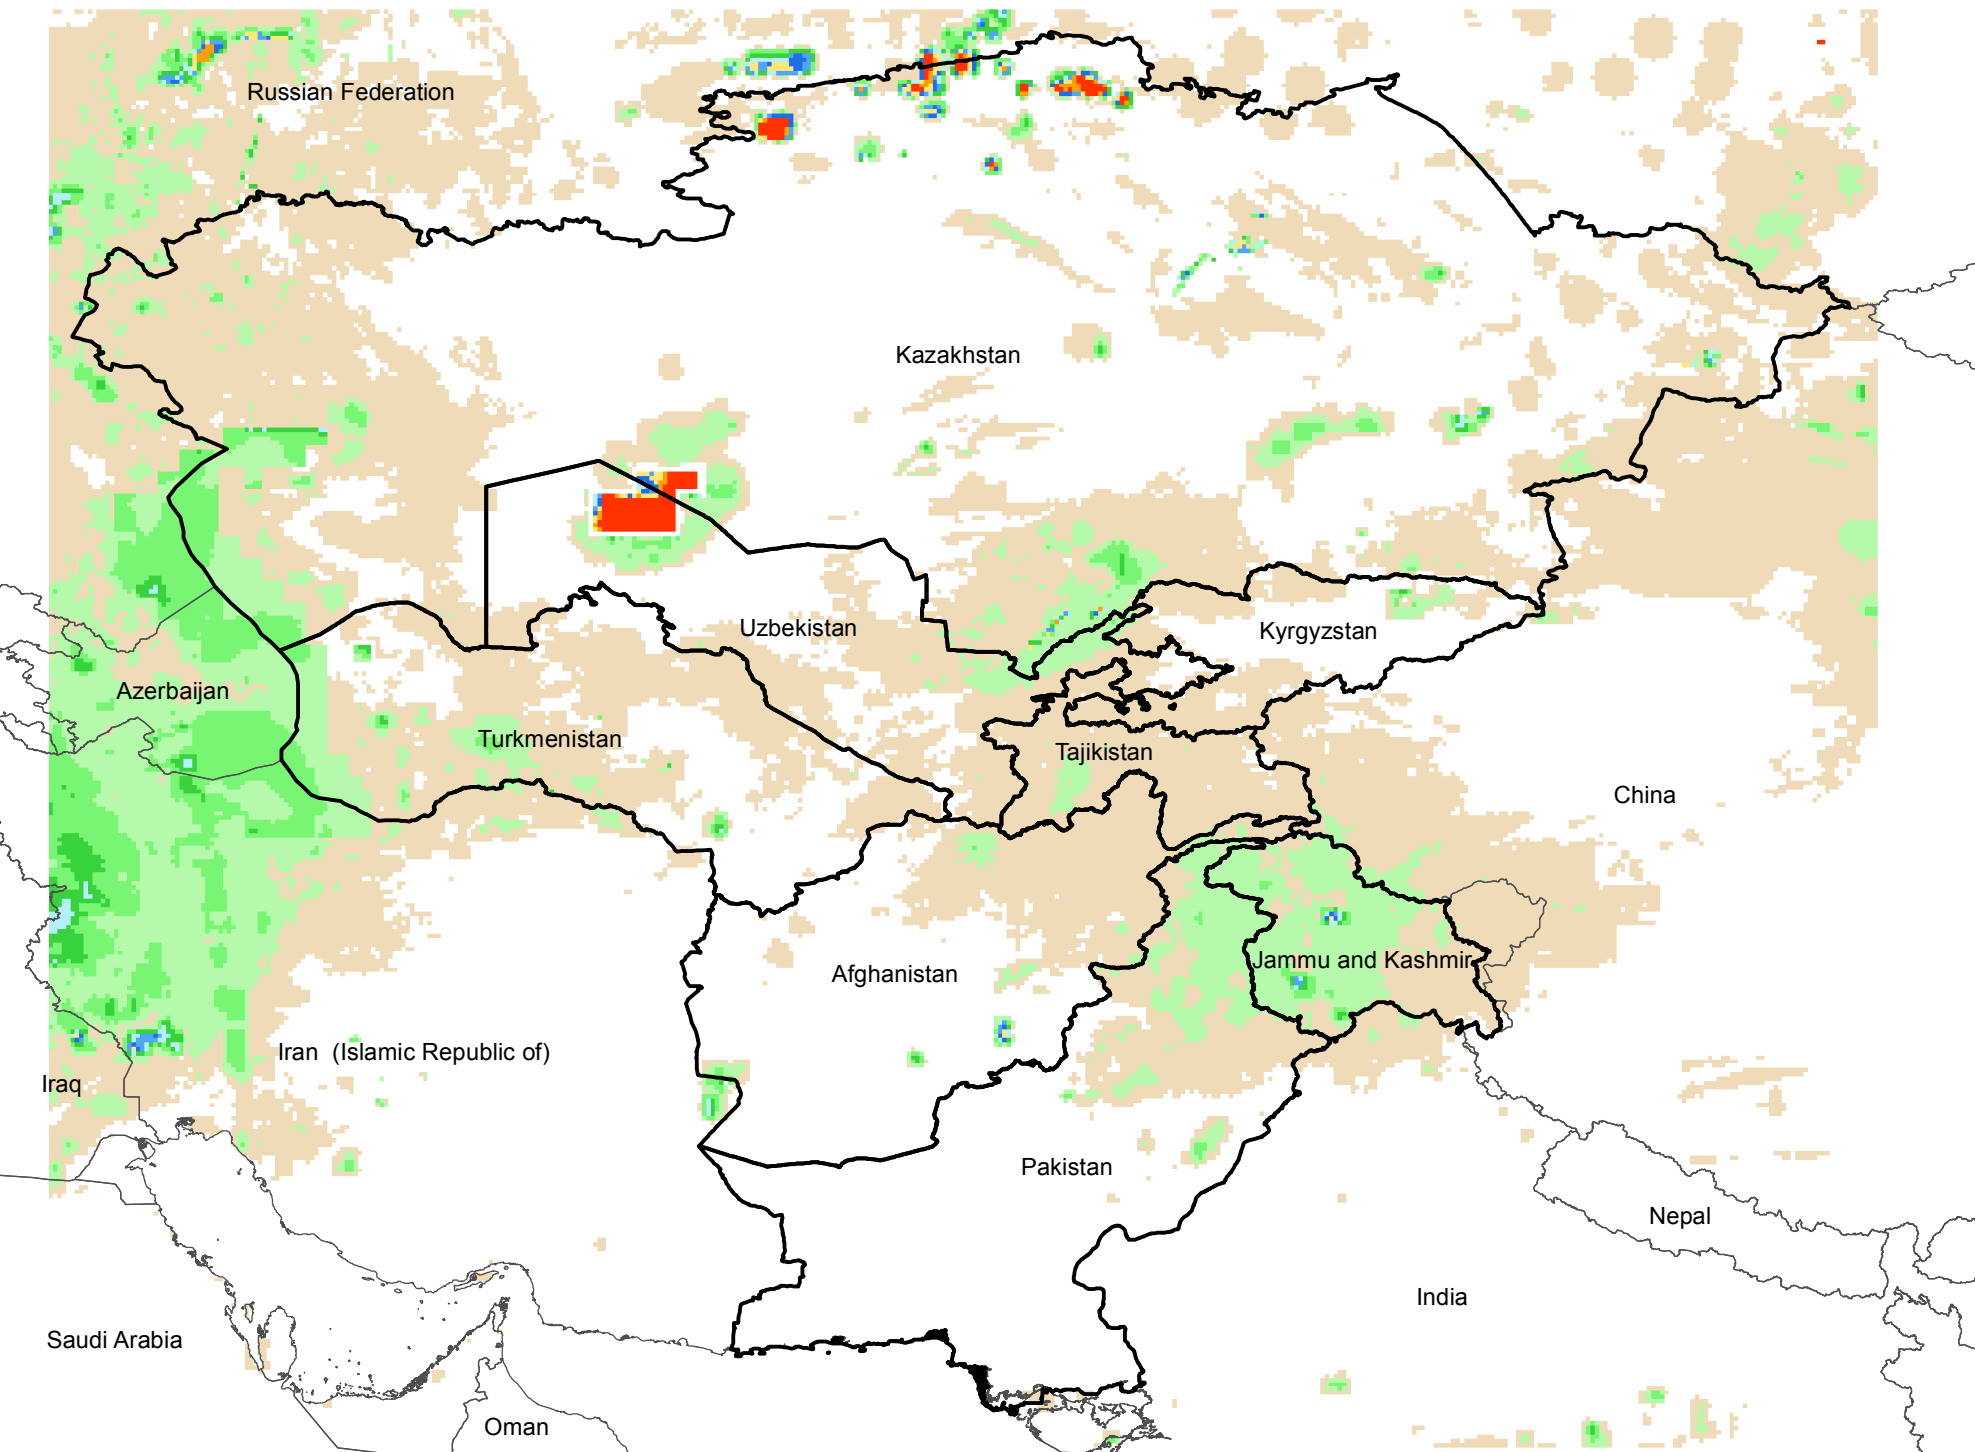 Russian Federation
Kazakhstan
Uzbekistan
Kyrgyzstan
Azerbaijan
Turkmenistan
Tajikistan
China
Afghanistan
Jammu and Kashmir
Iran  (Islamic Republic of)
Iraq
Pakistan
Nepal
India
Saudi Arabia
Oman